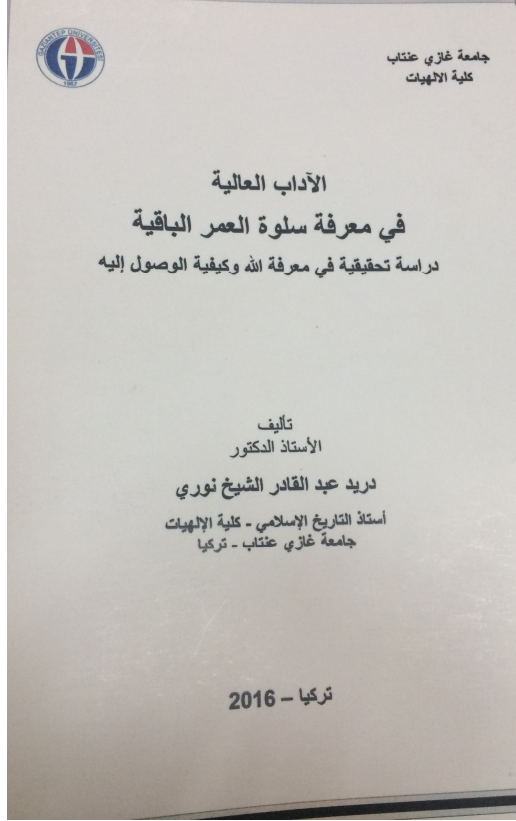 جامعة غازي عنتاب
كلية الالهيات
GAZIANTEP UNIVERSITESI
الآداب العالية
في معرفة سلوة العمر الباقية
دراسة تحقيقية في معرفة الله وكيفية الوصول إليه
تأليف
الأستاذ الدكتور
دريد عبد القادر الشيخ نوري
أستاذ التاريخ الإسلامي - كلية الإلهيات
جامعة غازي عنتاب - تركيا
تركيا – 2016